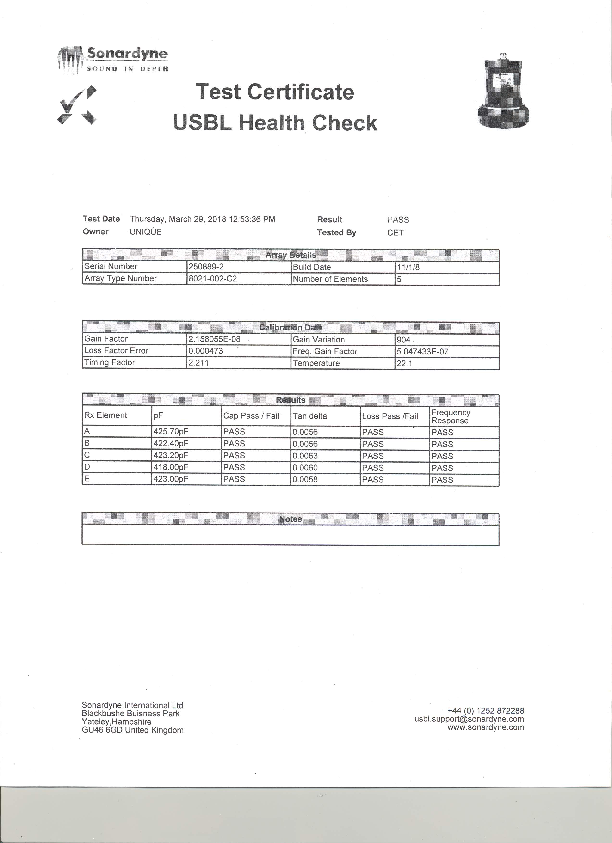 Sonardyne
SOUND IN DEPTH
Test Certificate
USBL Health Check
Test Date Thursday, March 29, 2018 12:53:36 PM Result PASS
Owner UNIQUE Tested By CET
Array Details
Serial Number 250689-2 Build Date 11/1/8
Array Type Number 8021-002-C2 Number of Elements 5
Calibration Data
Gain Factor Gain Variation 904
Loss Factor Error 0.000473 Freq. Gain Factor 5.047433E-07
Timing Factor 2.211 Temperature 22.1
Results
Rx Element pF Cap Pass / Fail Tan delta Loss Pass /Fail Frequency
Response
A 425.70pF PASS 0.0056 PASS PASS
B 422.40pF PASS 0.0056 PASS PASS
C 423.20pF PASS 0.0063 PASS PASS
D 418.00pF PASS 0.0060 PASS PASS
E 423.00pF PASS 0.0058 PASS PASS
Notes
Sonardyne International Ltd
Blackbushe Buisness Park
Yateley,Hampshire
GU46 6GD United Kingdom
+44 (0) 1252 872288
usbl.support@sonardyne.com
www.sonardyne.com